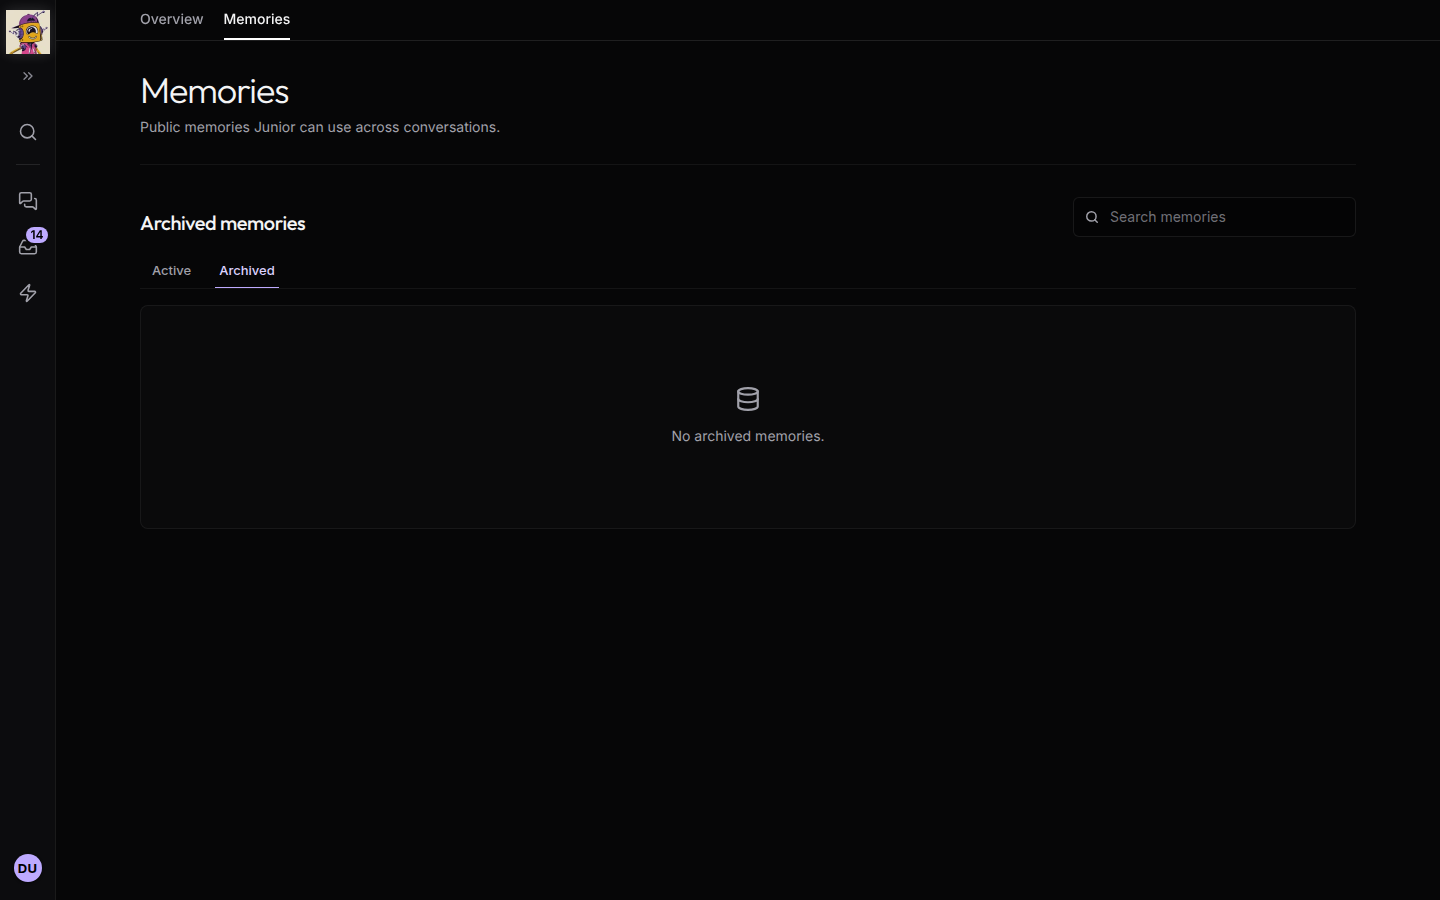 Overview Memories
Memories
Public memories Junior can use across conversations.
Archived memories
Search memories
14
Active Archived
No archived memories.
DU